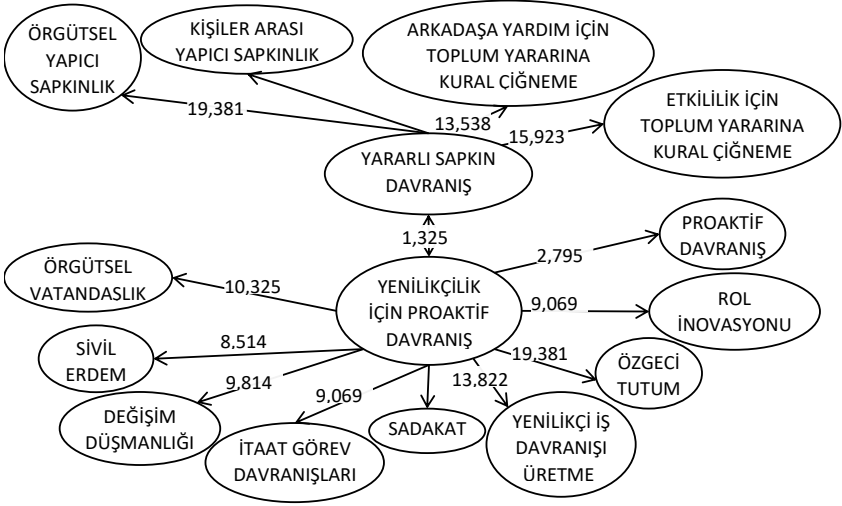 ÖRGÜTSEL
YAPICI
SAPKINLIK
KİŞİLER ARASI
YAPICI SAPKINLIK
ARKADAŞA YARDIM İÇİN
TOPLUM YARARINA
KURAL ÇİĞNEME
ETKİLİLİK İÇİN
TOPLUM YARARINA
KURAL ÇİĞNEME
19,381
13,538
15,923
YARARLI SAPKIN
DAVRANIŞ
1,325
PROAKTİF
DAVRANIŞ
2,795
ÖRGÜTSEL
VATANDASLIK
10,325
YENİLİKÇİLİK
İÇİN PROAKTİF
DAVRANIŞ
9,069
ROL
İNOVASYONU
SİVİL
ERDEM
8,514
19,381
ÖZGECİ
TUTUM
9,814
9,069
13,822
DEĞİŞİM
DÜŞMANLIĞI
İTAAT GÖREV
DAVRANIŞLARI
SADAKAT
YENİLİKÇİ İŞ
DAVRANIŞI
ÜRETME